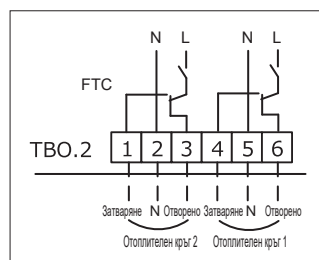 N L N L
FTC
TBO.2 1 2 3 4 5 6
Затваряне N Отворено Затваряне N Отворено
Отоплителен кръг 2 Отоплителен кръг 1